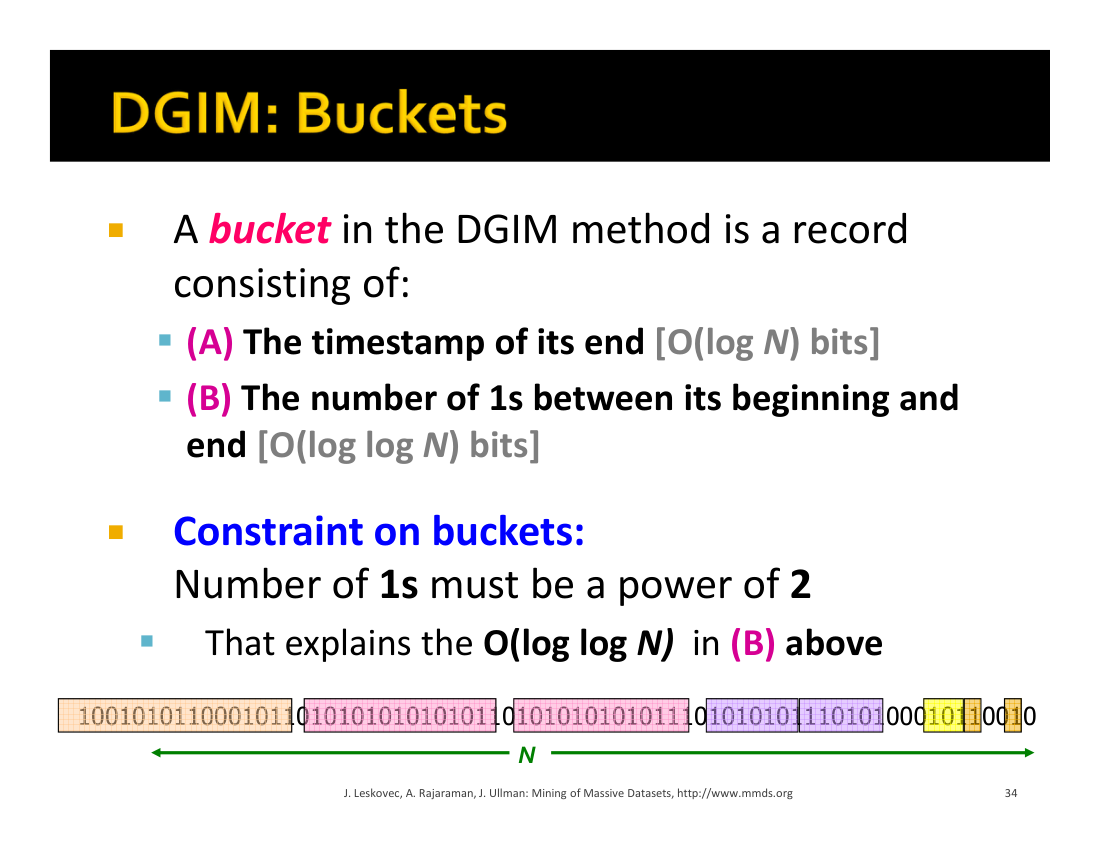 DGIM: Buckets
A bucket in the DGIM method is a record
consisting of:
(A) The timestamp of its end [O(log N) bits]
(B) The number of 1s between its beginning and
end [O(log log N) bits]
Constraint on buckets:
Number of 1s must be a power of 2
That explains the O(log log N) in (B) above
1001010110001011010101010101011010101010101110101010111010100010110010
N
J. Leskovec, A. Rajaraman, J. Ullman: Mining of Massive Datasets, http://www.mmds.org
34